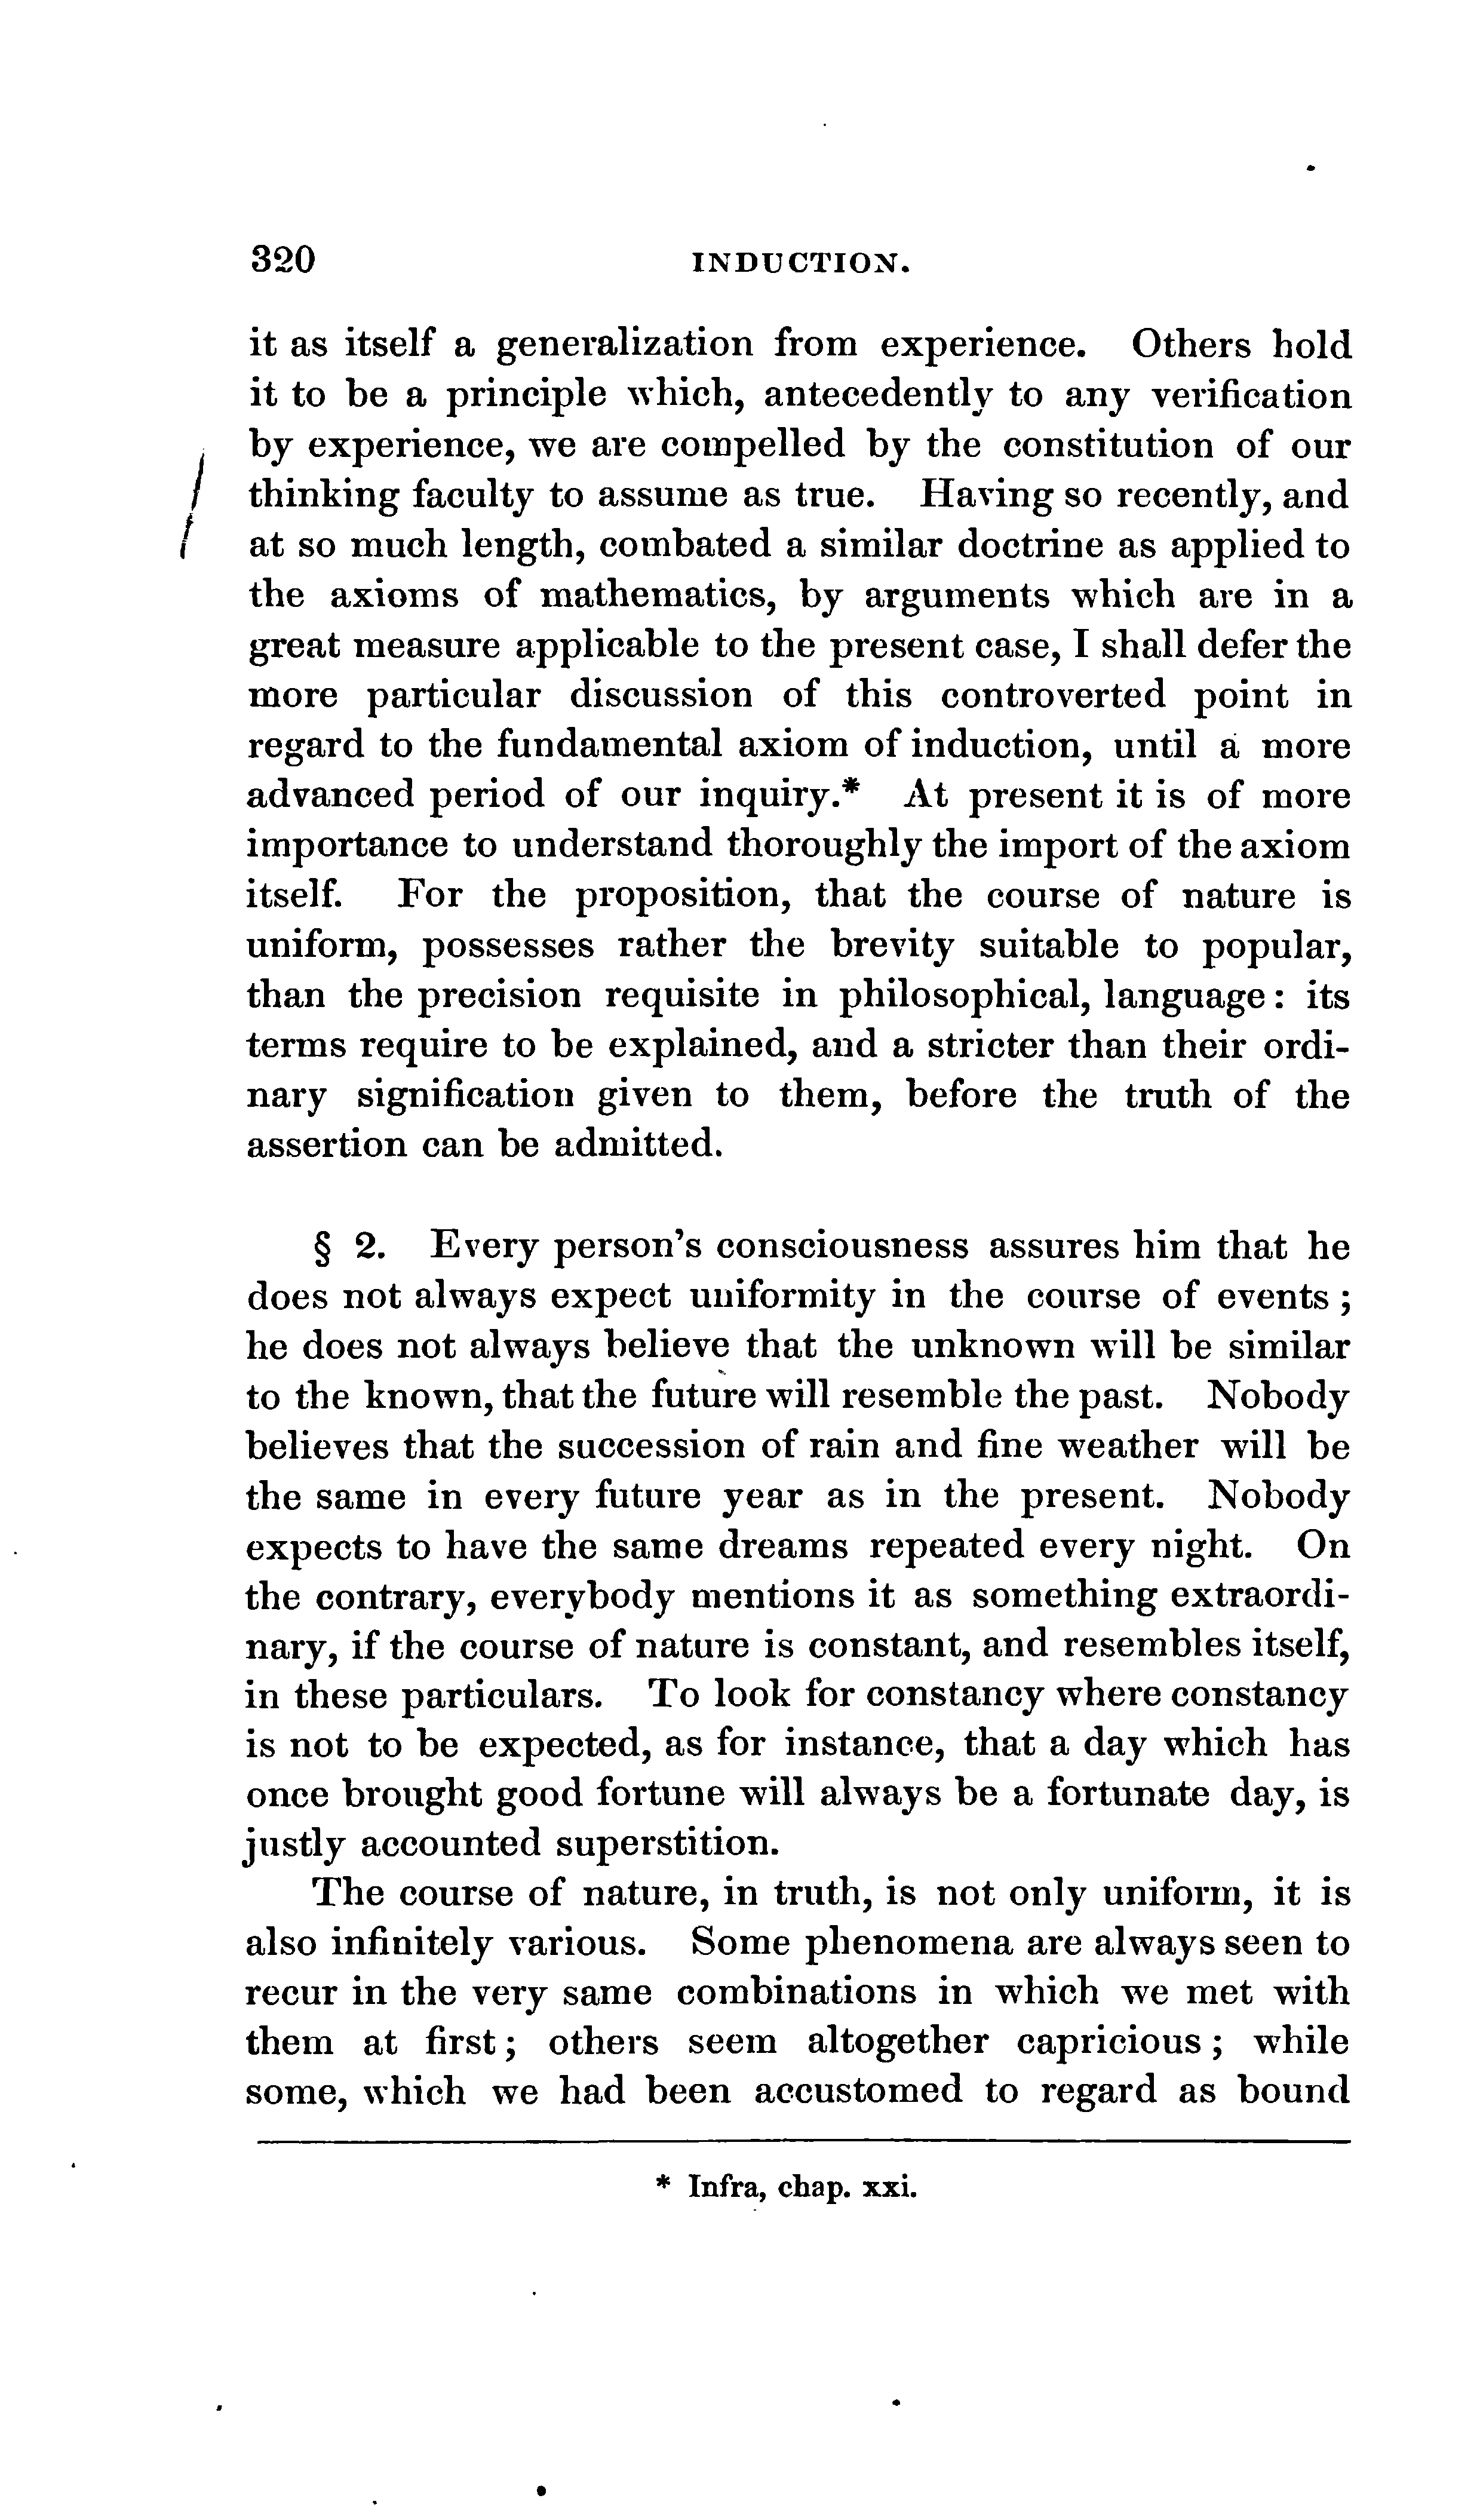 320 INDUCTION.
it as itself a generalization from experience. Others hold
it to be a principle which, antecedently to any verification
by experience, we are compelled by the constitution of our
thinking faculty to assume as true. Having so recently, and
at so much length, combated a similar doctrine as applied to
the axioms of mathematics, by arguments which are in a
great measure applicable to the present case, I shall defer the
more particular discussion of this controverted point in
regard to the fundamental axiom of induction, until a more
advanced period of our inquiry.* At present it is of more
importance to understand thoroughly the import of the axiom
itself. For the proposition, that the course of nature is
uniform, possesses rather the brevity suitable to popular,
than the precision requisite in philosophical, language: its
terms require to be explained, and a stricter than their ordi-
nary signification given to them, before the truth of the
assertion can be admitted.
§ 2. Every person's consciousness assures him that he
does not always expect uniformity in the course of events;
he does not always believe that the unknown will be similar
to the known, that the future will resemble the past. Nobody
believes that the succession of rain and fine weather will be
the same in every future year as in the present. Nobody
expects to have the same dreams repeated every night. On
the contrary, everybody mentions it as something extraordi-
nary, if the course of nature is constant, and resembles itself,
in these particulars. To look for constancy where constancy
is not to be expected, as for instance, that a day which has
once brought good fortune will always be a fortunate day, is
justly accounted superstition.
The course of nature, in truth, is not only uniform, it is
also infinitely various. Some phenomena are always seen to
recur in the very same combinations in which we met with
them at first; others seem altogether capricious; while
some, which we had been accustomed to regard as bound
* Infra, chap. xxi.